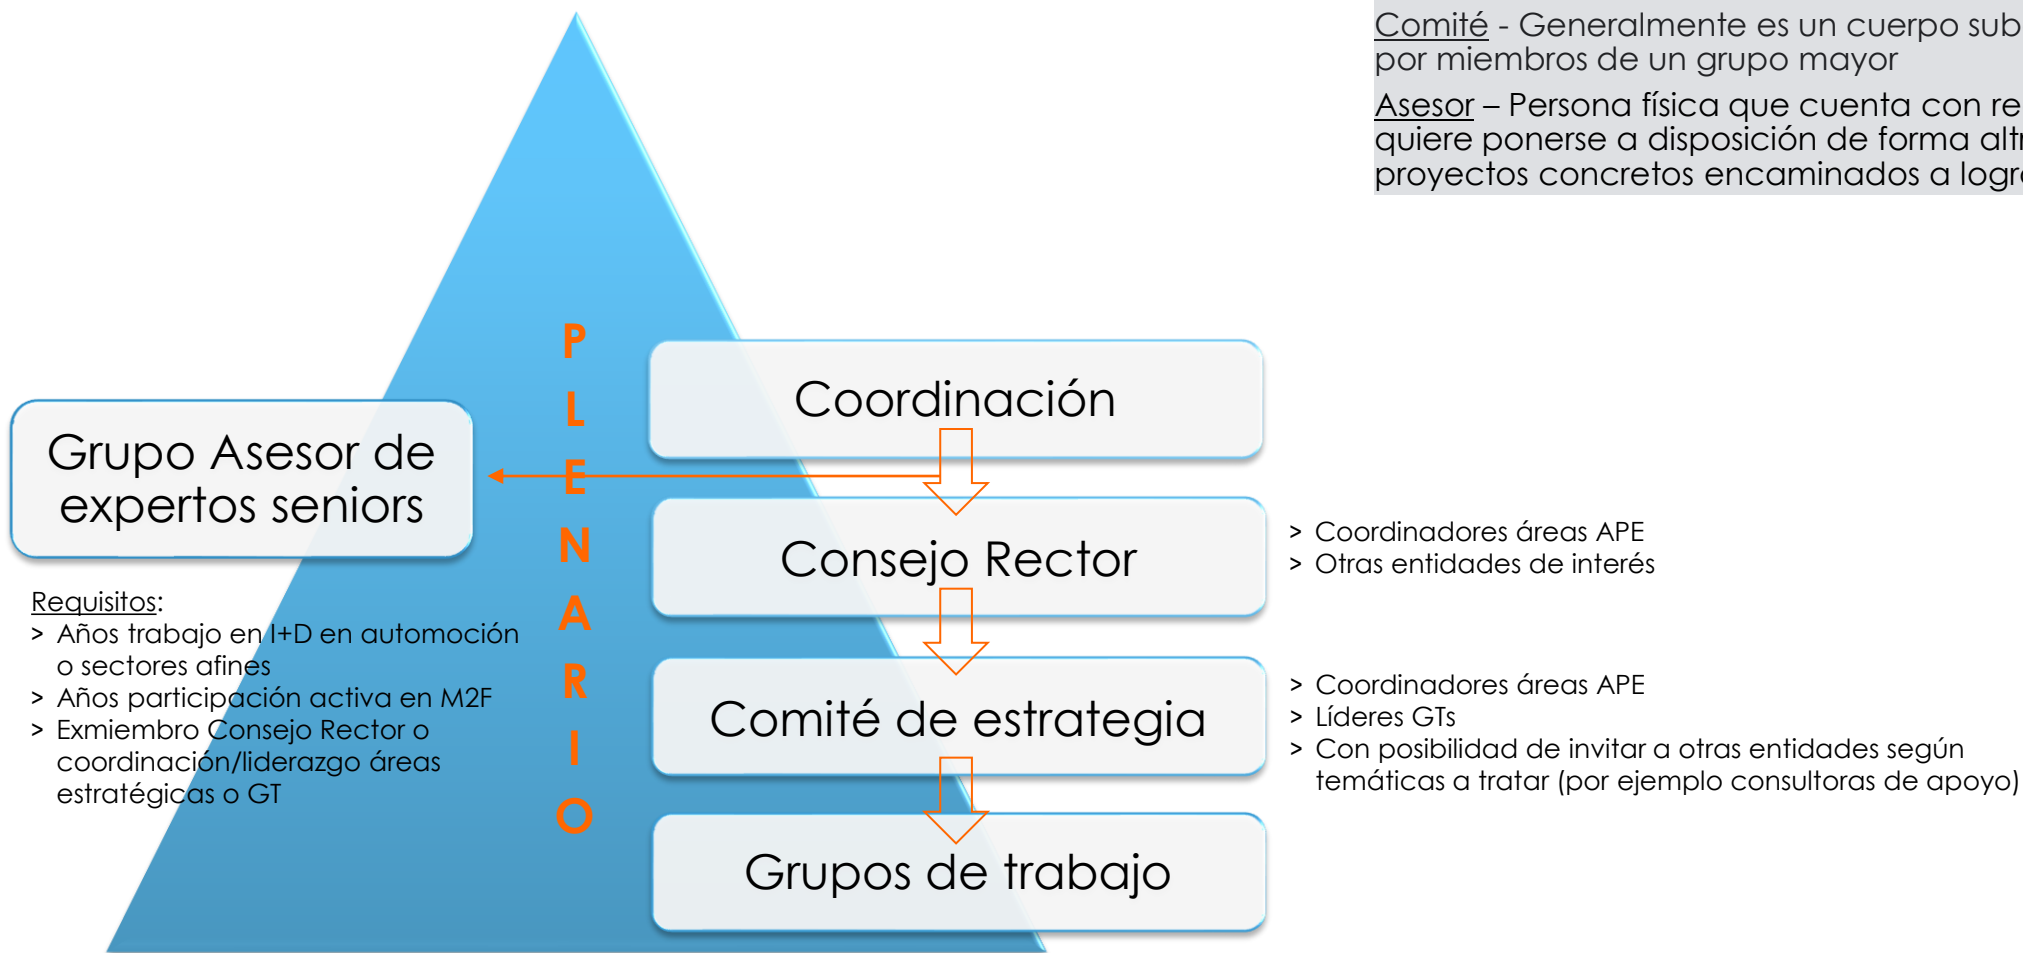 Comité - Generalmente es un cuerpo sub
por miembros de un grupo mayor
Asesor – Persona física que cuenta con re
quiere ponerse a disposición de forma altr
proyectos concretos encaminados a logr
P
L
E
N
A
R
I
O
Coordinación
Grupo Asesor de
expertos seniors
Consejo Rector
> Coordinadores áreas APE
> Otras entidades de interés
Requisitos:
> Años trabajo en I+D en automoción
o sectores afines
> Años participación activa en M2F
> Exmiembro Consejo Rector o
coordinación/liderazgo áreas
estratégicas o GT
Comité de estrategia
> Coordinadores áreas APE
> Líderes GTs
> Con posibilidad de invitar a otras entidades según
temáticas a tratar (por ejemplo consultoras de apoyo)
Grupos de trabajo